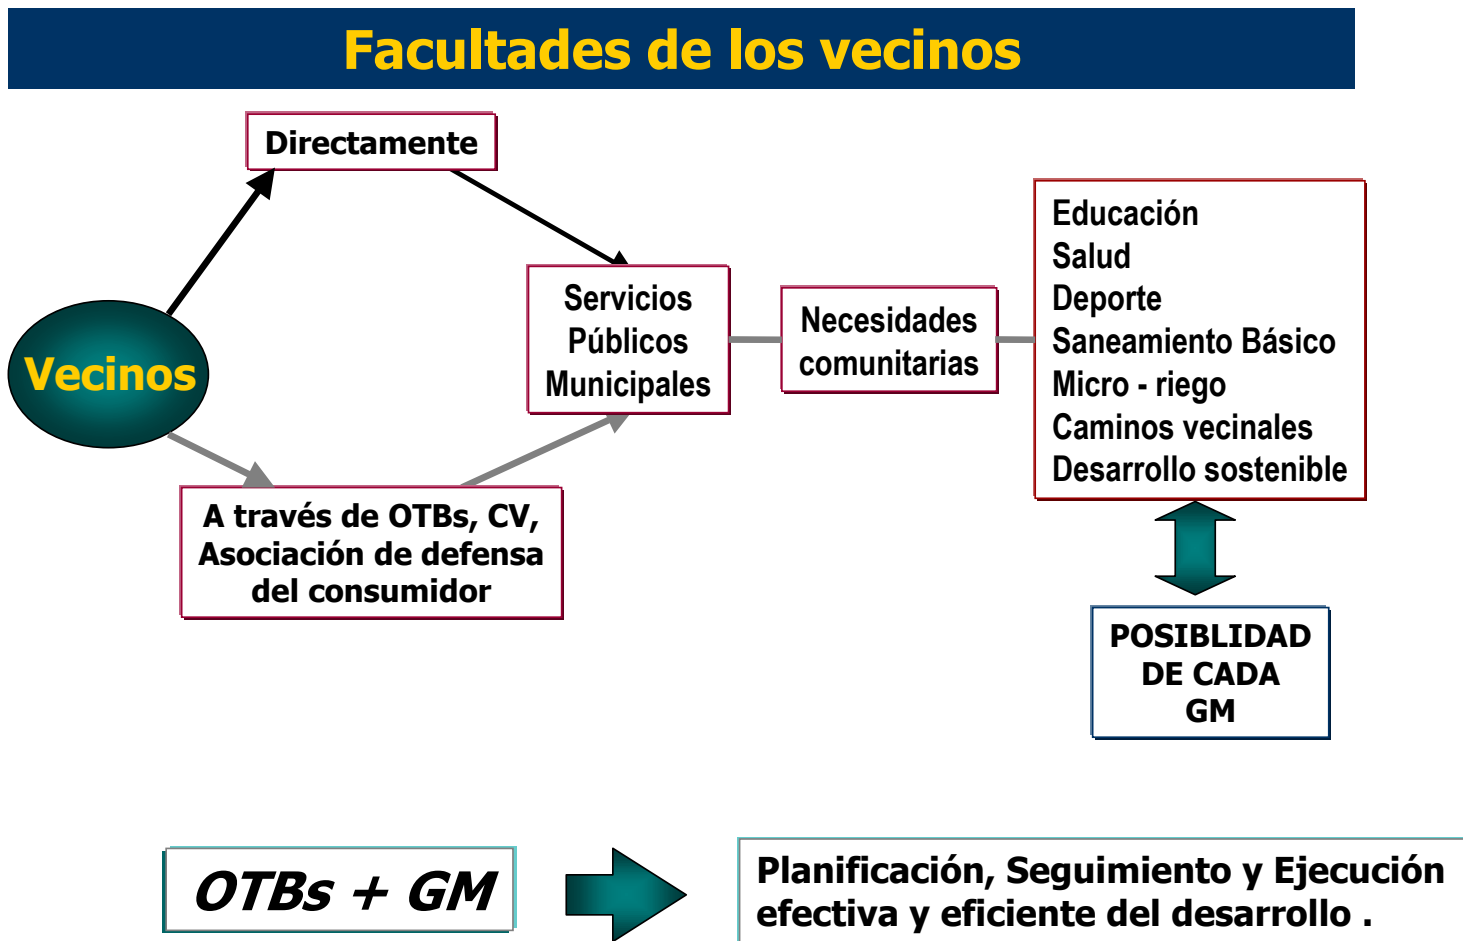 Facultades de los vecinos
Directamente
Vecinos
Servicios
Públicos
Municipales
Necesidades
comunitarias
Educación
Salud
Deporte
Saneamiento Básico
Micro - riego
Caminos vecinales
Desarrollo sostenible
A través de OTBs, CV,
Asociación de defensa
del consumidor
POSIBLIDAD
DE CADA
GM
OTBs + GM
Planificación, Seguimiento y Ejecución
efectiva y eficiente del desarrollo .